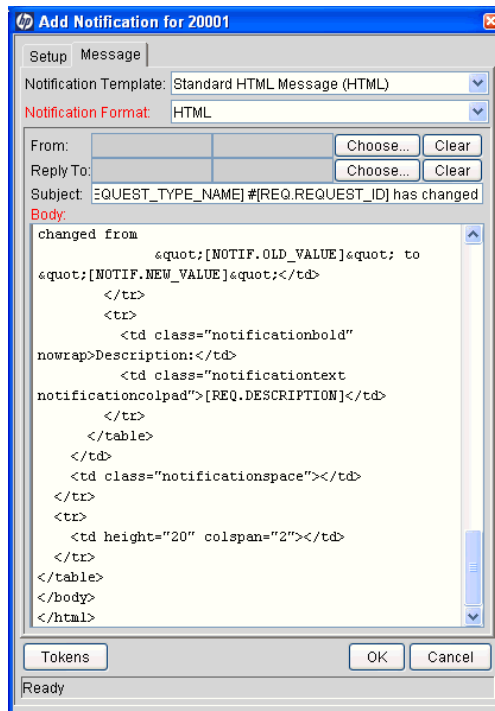 hp Add Notification for 20001
Setup Message
Notification Template: Standard HTML Message (HTML)
Notification Format: HTML
From: Choose... Clear
Reply To: Choose... Clear
Subject: EQUEST_TYPE_NAME] #[REQ.REQUEST_ID] has changed
Body:
changed from
&quot;[NOTIF.OLD_VALUE]&quot; to
&quot;[NOTIF.NEW_VALUE]&quot;</td>
</tr>
<tr>
<td class="notificationbold"
nowrap>Description:</td>
<td class="notificationtext
notificationcolpad">[REQ.DESCRIPTION]</td>
</tr>
</table>
</td>
<td class="notificationspace"></td>
</tr>
<tr>
<td height="20" colspan="2"></td>
</tr>
</table>
</body>
</html>
Tokens OK Cancel
Ready